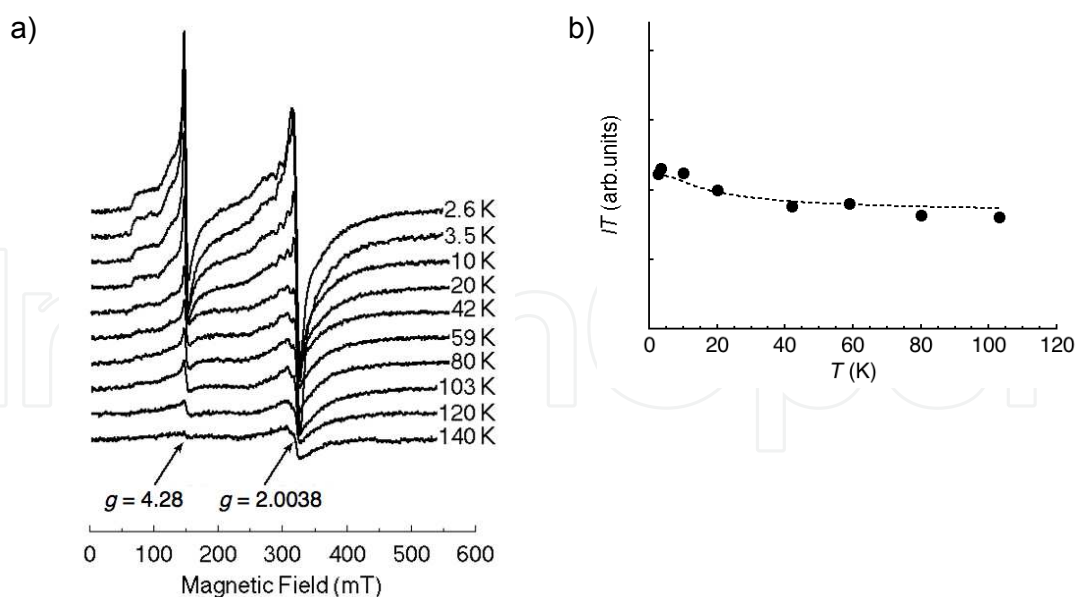 a)
2.6 K
3.5 K
10 K
20 K
42 K
59 K
80 K
103 K
120 K
140 K
g = 4.28 g = 2.0038
0 100 200 300 400 500 600
Magnetic Field (mT)
b)
IT (arb.units)
0 20 40 60 80 100 120
T (K)